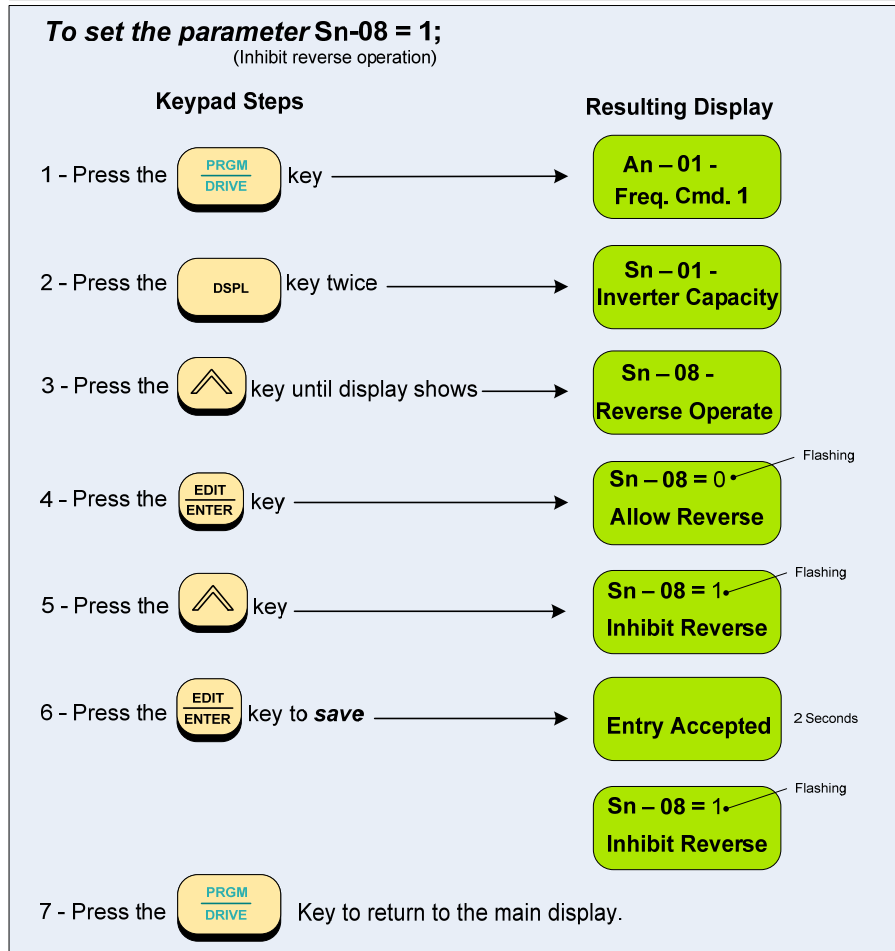 To set the parameter Sn-08 = 1;
(Inhibit reverse operation)
Keypad Steps
Resulting Display
1 - Press the PRGM DRIVE key
An – 01 -
Freq. Cmd. 1
2 - Press the DSPL key twice
Sn – 01 -
Inverter Capacity
3 - Press the key until display shows
Sn – 08 -
Reverse Operate
4 - Press the EDIT ENTER key
Flashing
Sn – 08 = 0
Allow Reverse
5 - Press the key
Flashing
Sn – 08 = 1
Inhibit Reverse
6 - Press the EDIT ENTER key to save
Entry Accepted
2 Seconds
Flashing
Sn – 08 = 1
Inhibit Reverse
7 - Press the PRGM DRIVE Key to return to the main display.